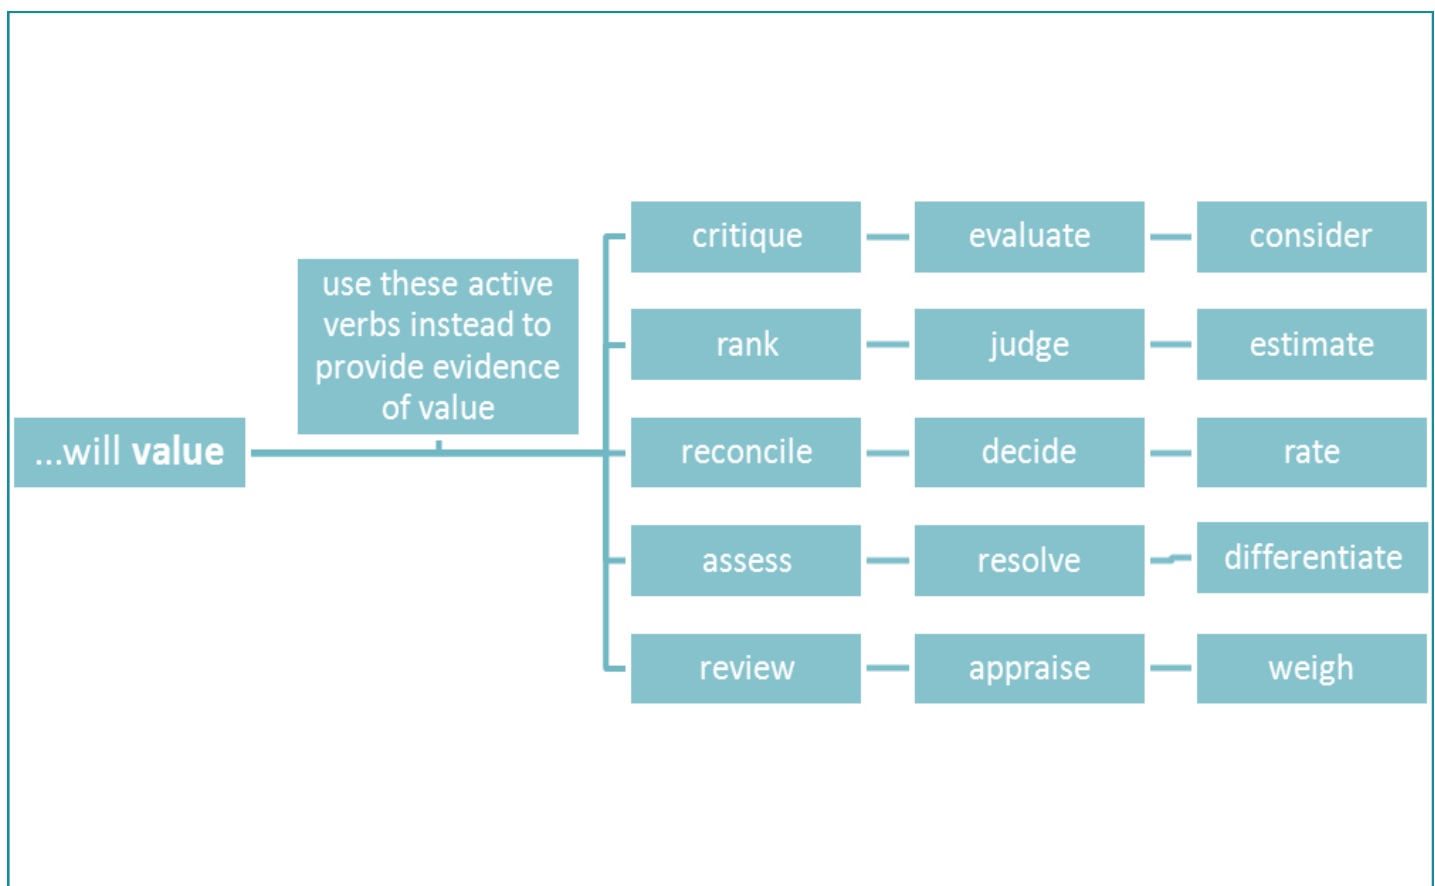 ...will value
use these active
verbs instead to
provide evidence
of value
critique
evaluate
consider
rank
judge
estimate
reconcile
decide
rate
assess
resolve
differentiate
review
appraise
weigh